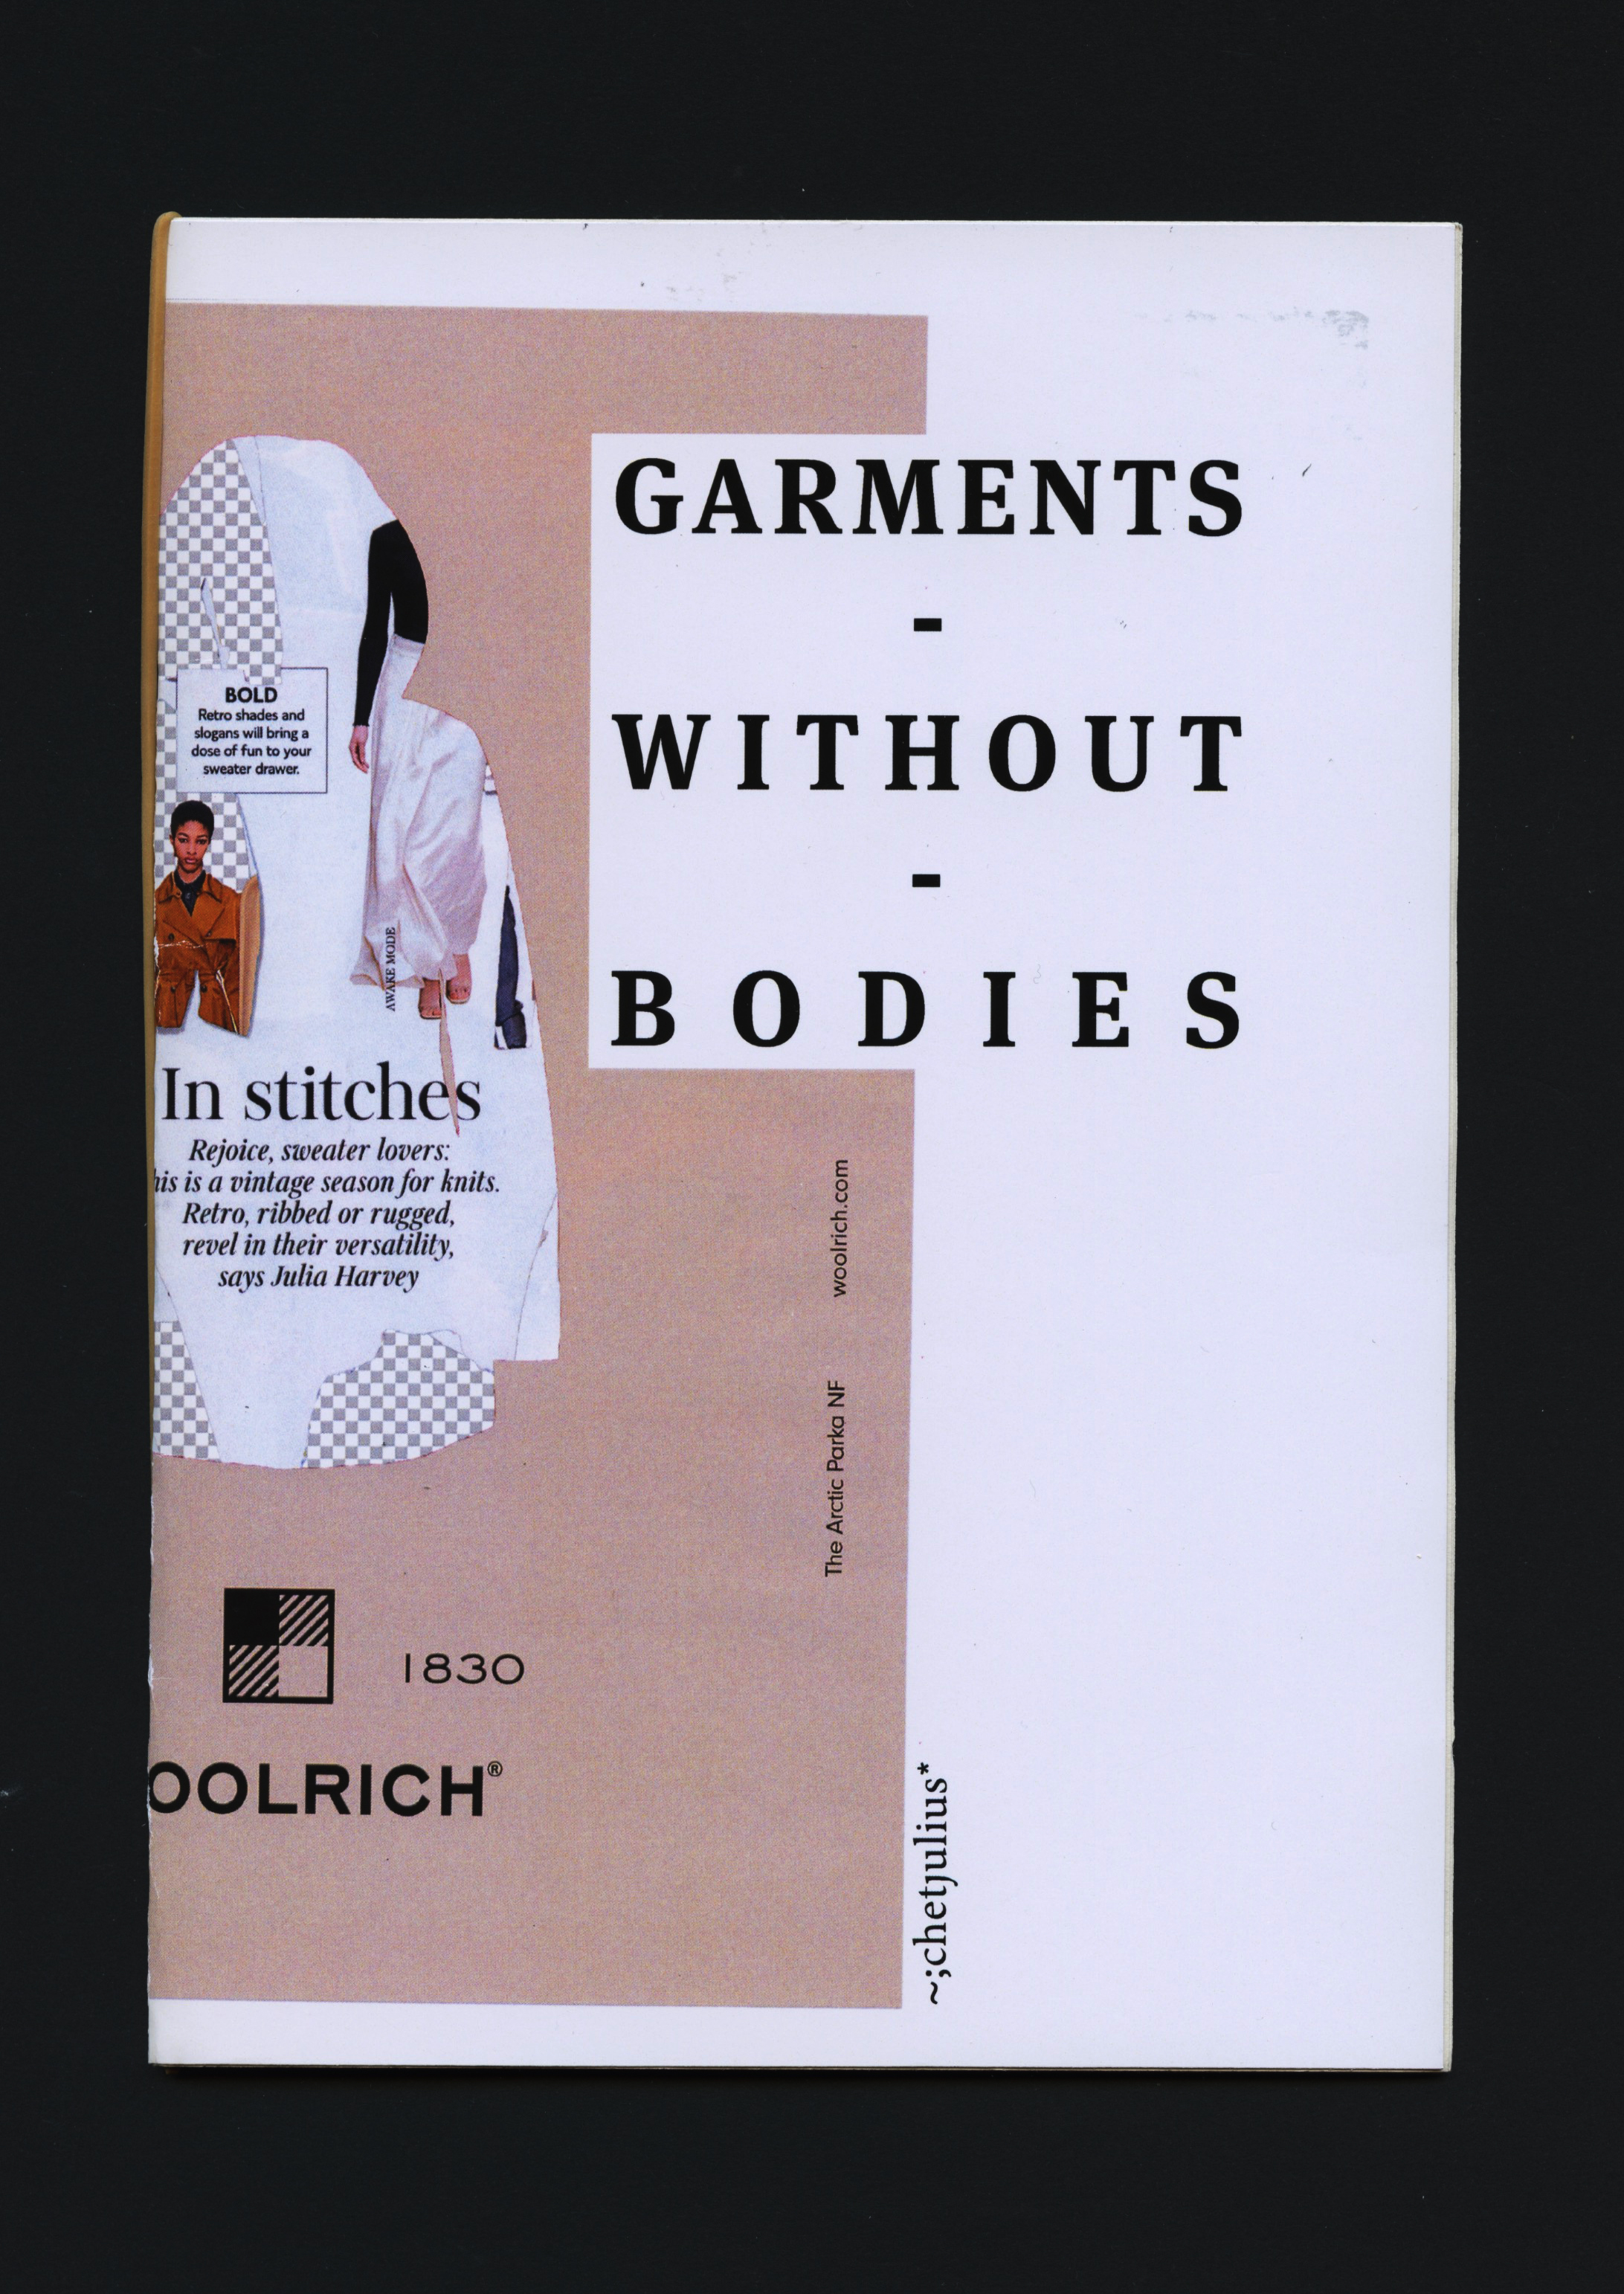 GARMENTS
-
WITHOUT
-
BODIES
BOLD
Retro shades and
slogans will bring a
dose of fun to your
sweater drawer.
AWAKE MODE
In stitches
Rejoice, sweater lovers:
his is a vintage season for knits.
Retro, ribbed or rugged,
revel in their versatility,
says Julia Harvey
The Arctic Parka NF woolrich.com
1830
OOLRICH®
~;chetjulius*